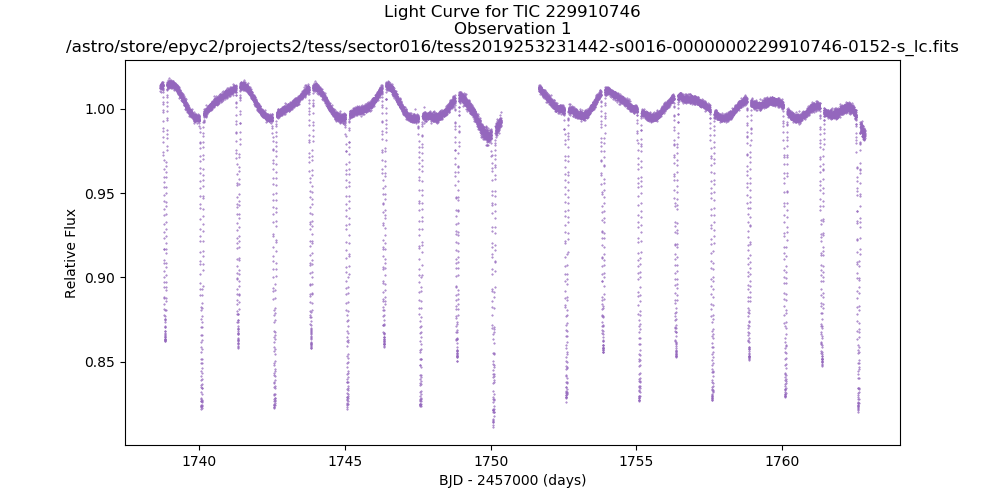 Light Curve for TIC 229910746
Observation 1
/astro/store/epyc2/projects2/tess/sector016/tess2019253231442-s0016-0000000229910746-0152-s_lc.fits
Relative Flux
1.00
0.95
0.90
0.85
1740 1745 1750 1755 1760
BJD - 2457000 (days)